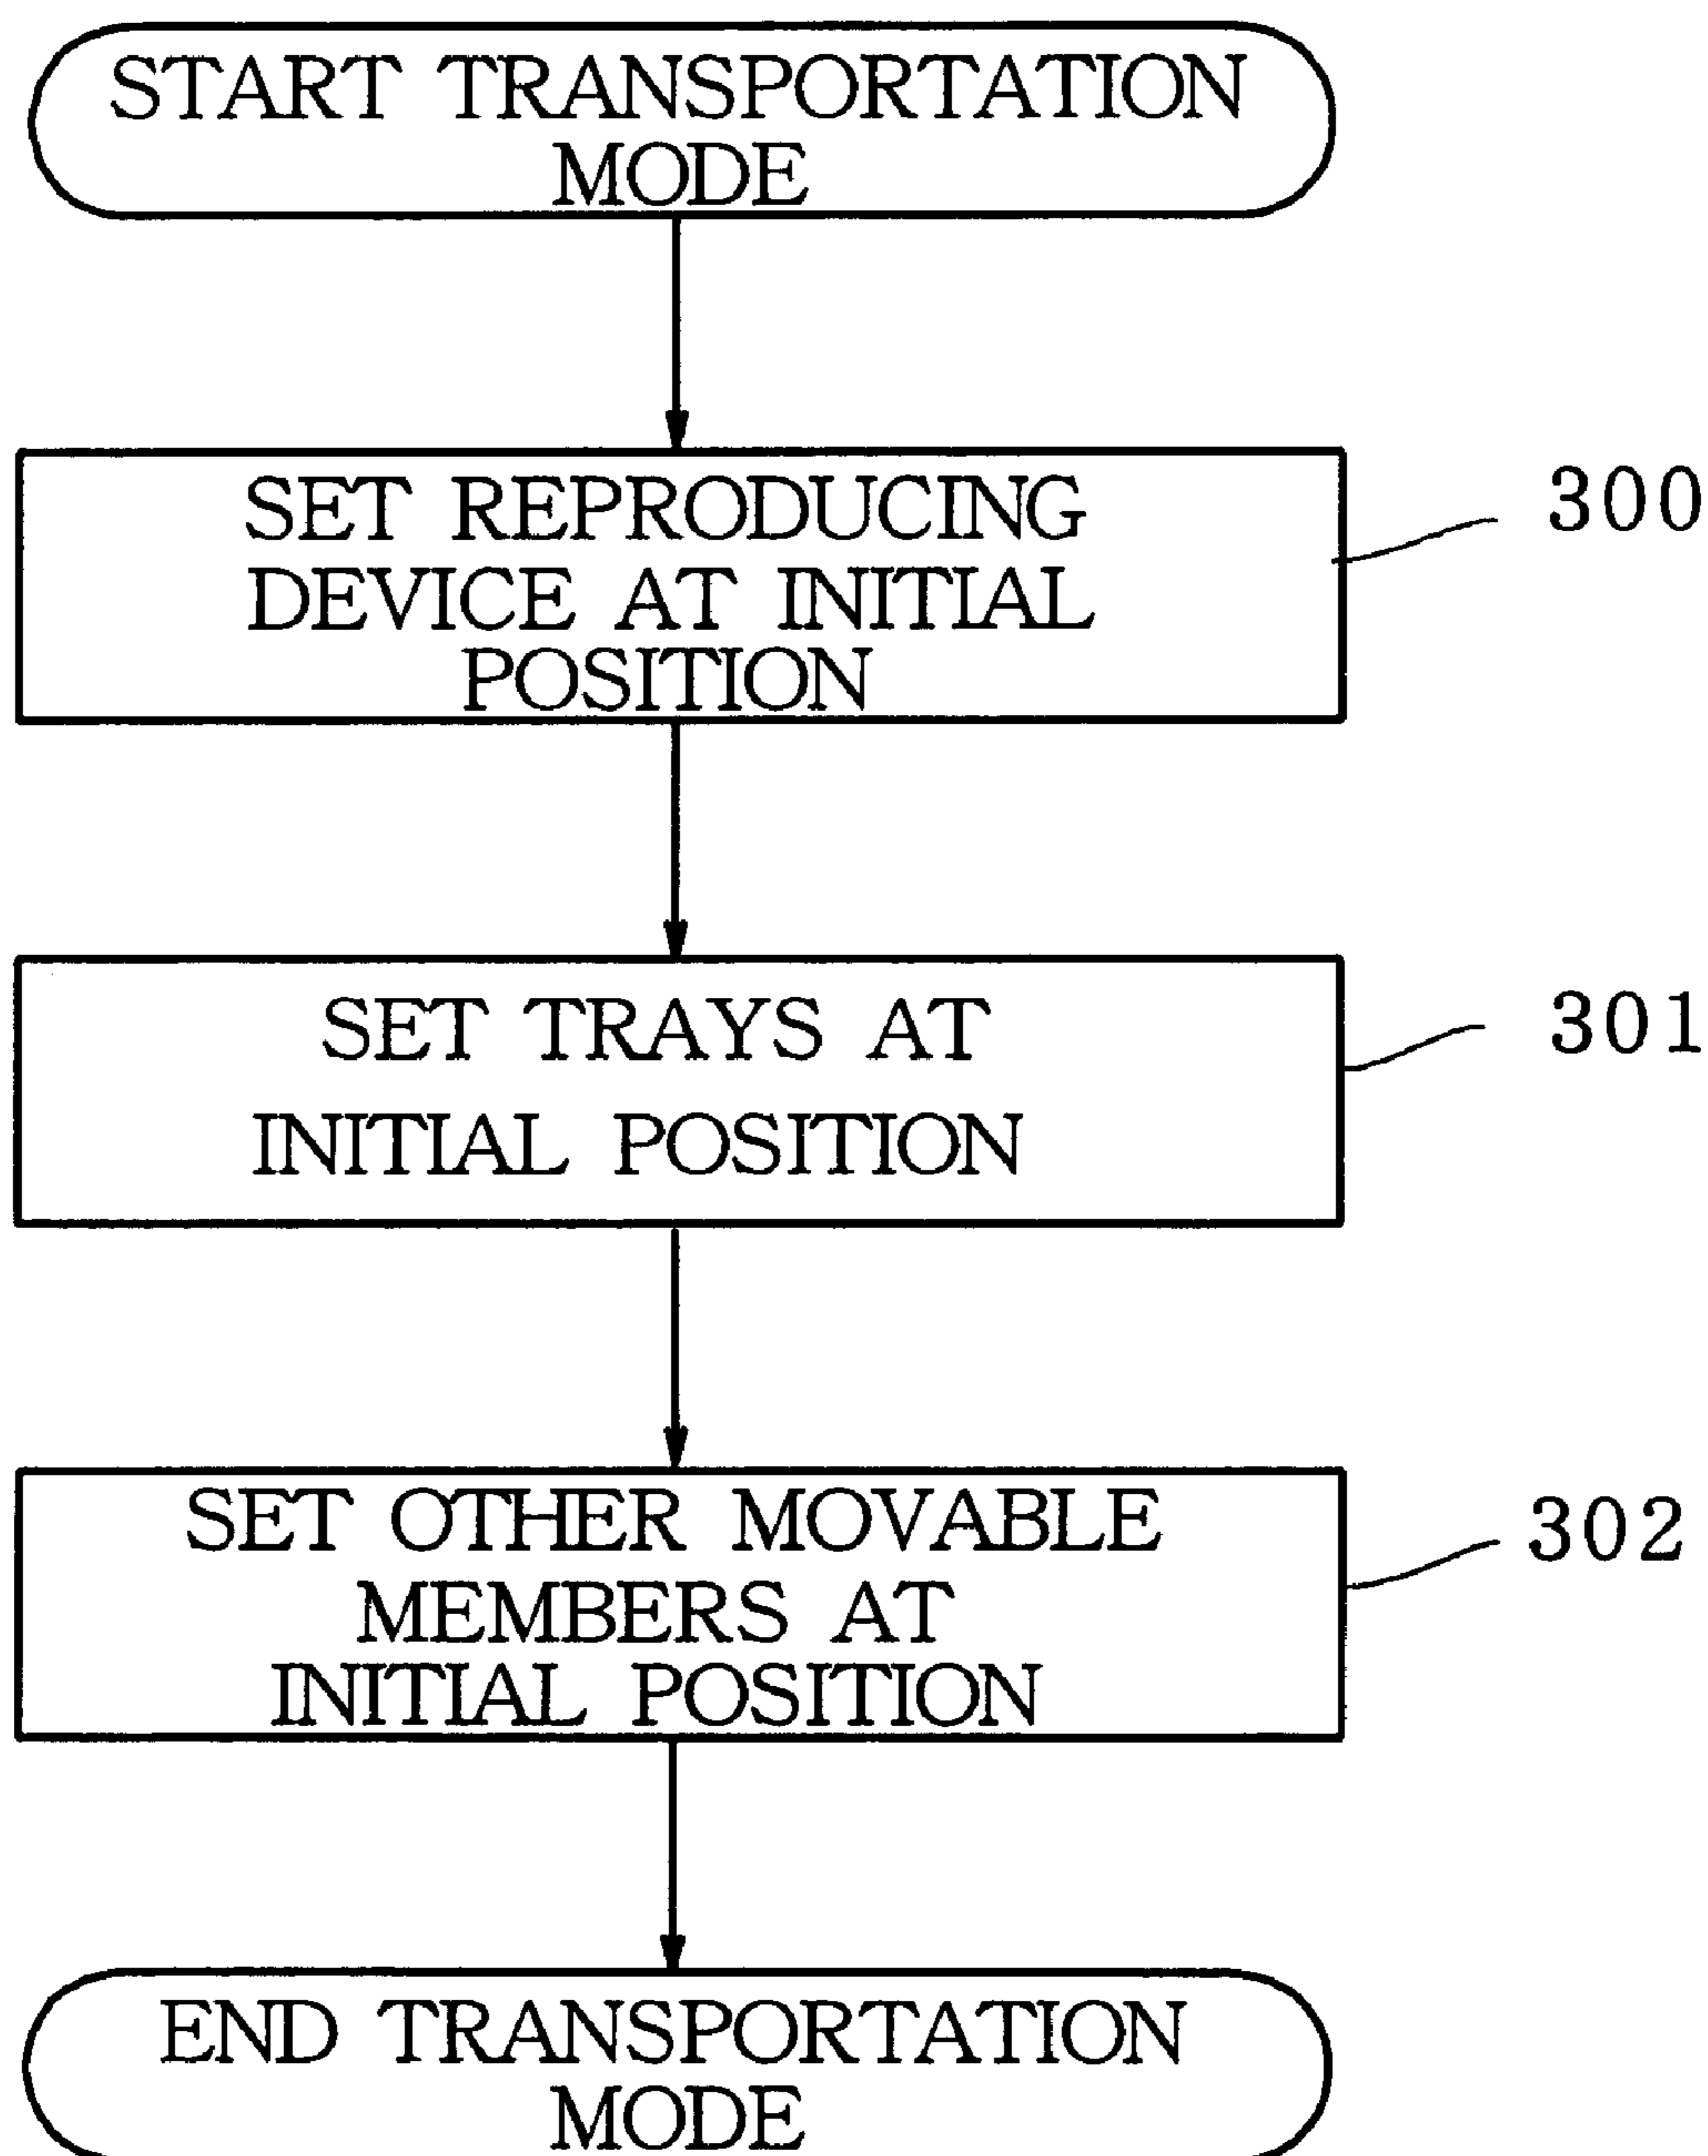 START TRANSPORTATION
MODE
SET REPRODUCING
DEVICE AT INITIAL
POSITION
300
SET TRAYS AT
INITIAL POSITION
301
SET OTHER MOVABLE
MEMBERS AT
INITIAL POSITION
302
END TRANSPORTATION
MODE